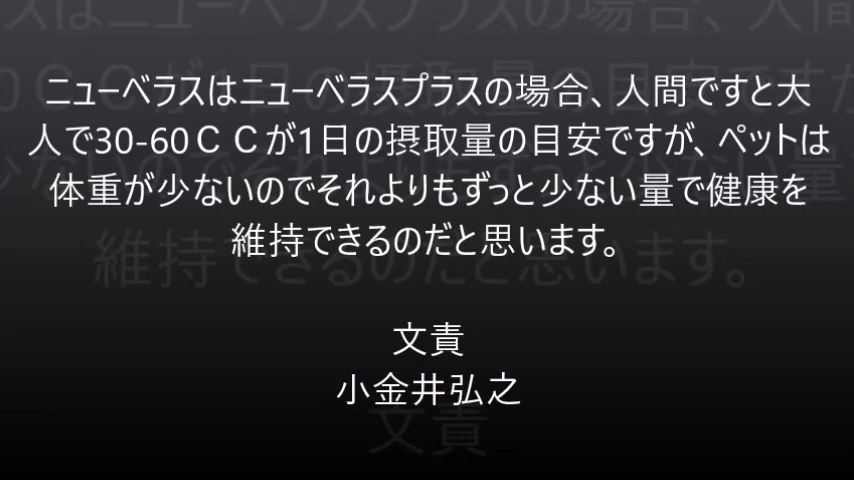 ニューベラスはニューベラスプラスの場合、人間ですと大
人で30-60ＣＣが1日の摂取量の目安ですが、ペットは
体重が少ないのでそれよりもずっと少ない量で健康を
維持できるのだと思います。
文責
小金井弘之